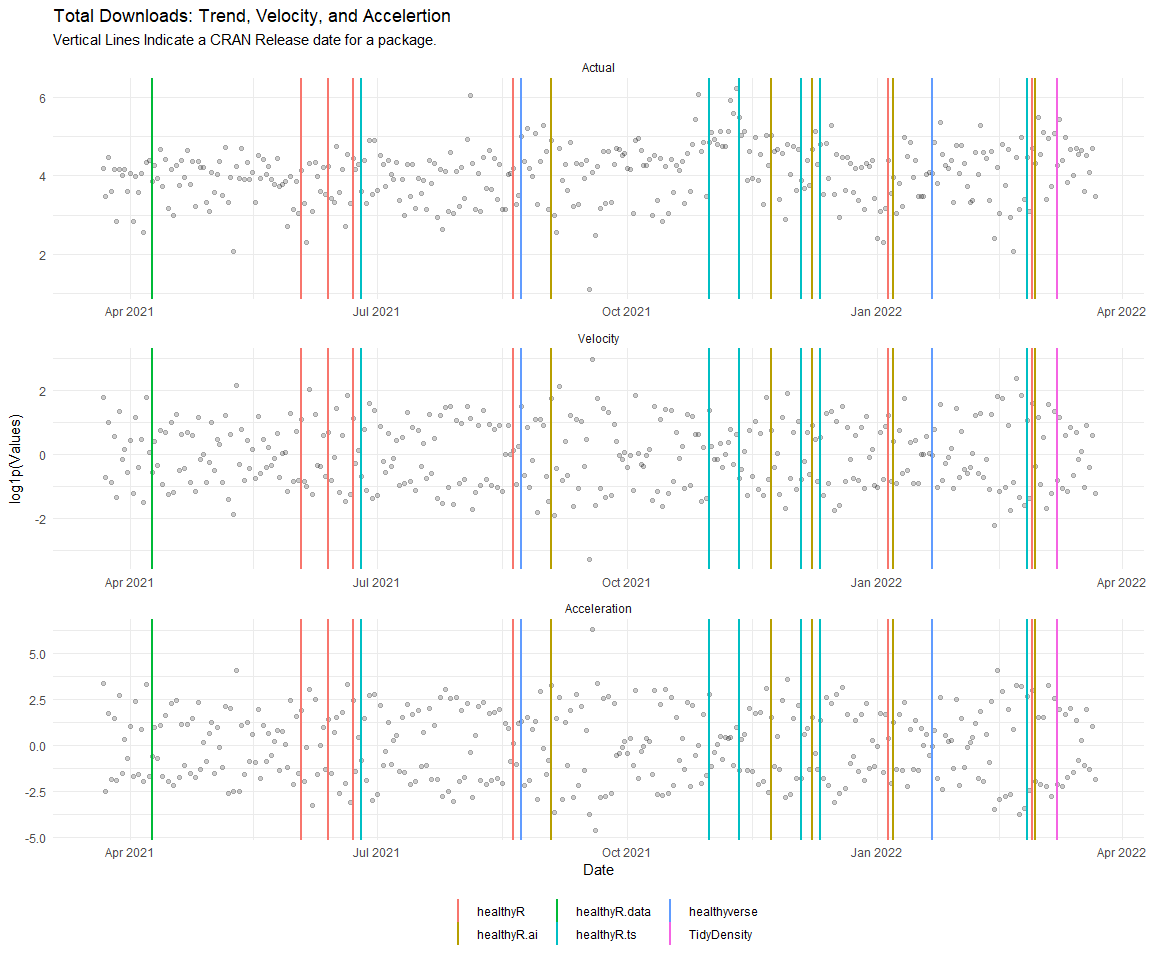 Total Downloads: Trend, Velocity, and Accelertion
Vertical Lines Indicate a CRAN Release date for a package.
Actual
6
4
2
Apr 2021 Jul 2021 Oct 2021 Jan 2022 Apr 2022
Velocity
2
0
-2
Apr 2021 Jul 2021 Oct 2021 Jan 2022 Apr 2022
log1p(Values)
Acceleration
5.0
2.5
0.0
-2.5
-5.0
Apr 2021 Jul 2021 Oct 2021 Jan 2022 Apr 2022
Date
healthyR healthyR.data healthyverse
healthyR.ai healthyR.ts TidyDensity